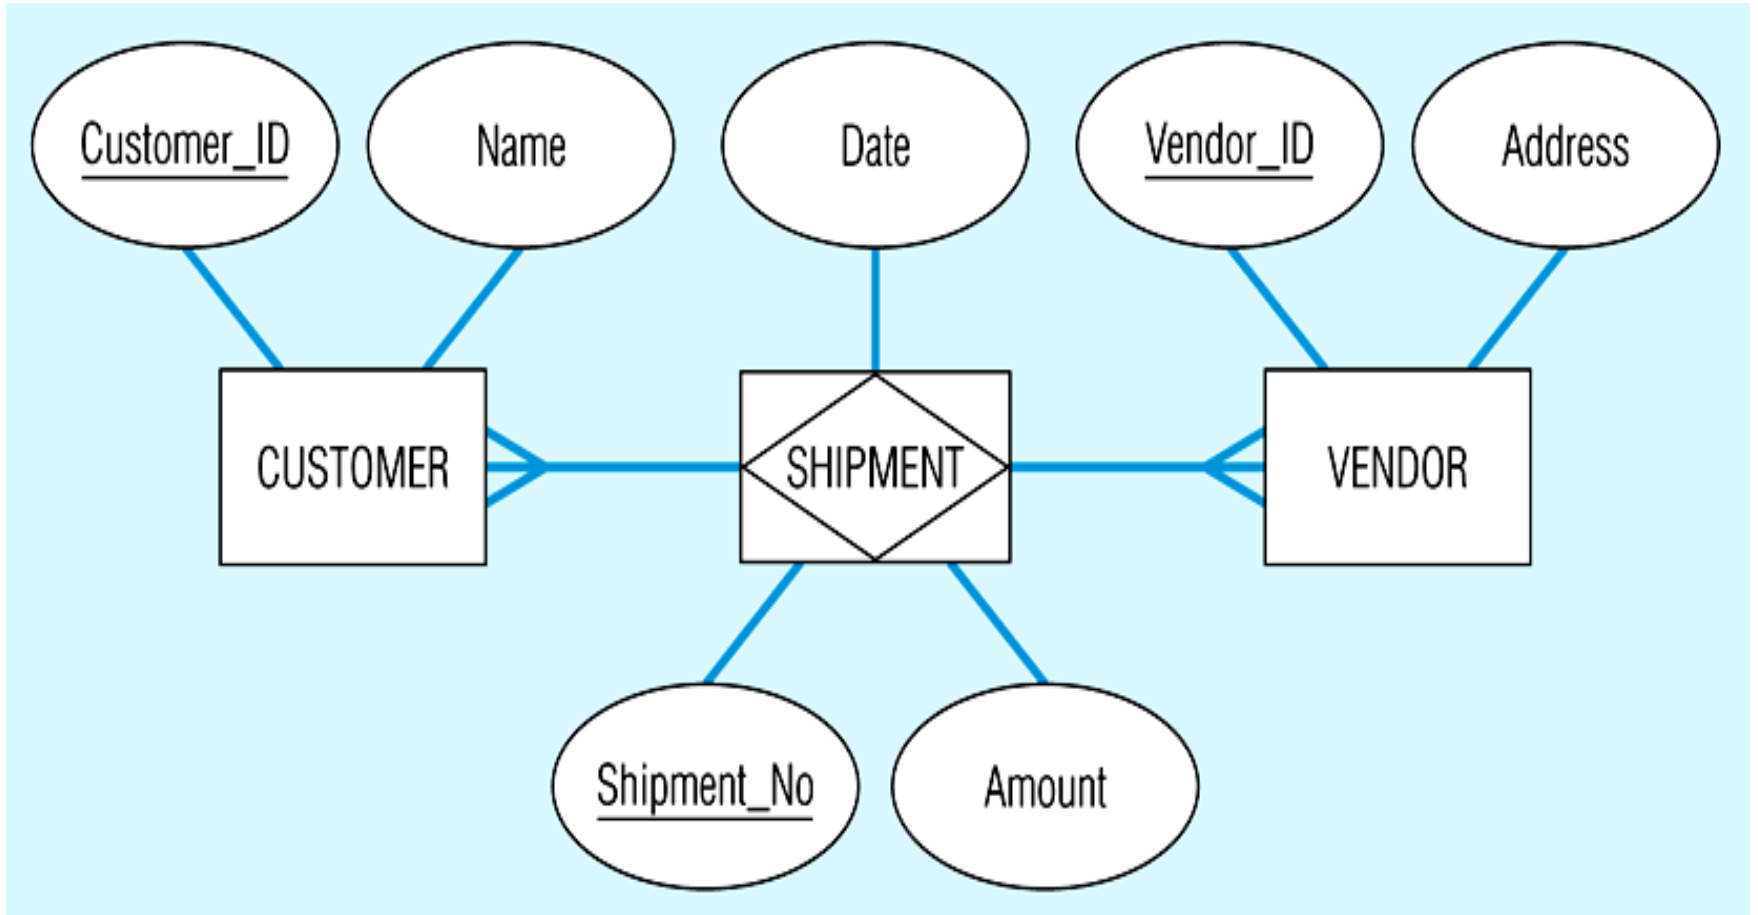 Customer_ID
Name
Date
Vendor_ID
Address
CUSTOMER
SHIPMENT
VENDOR
Shipment_No
Amount